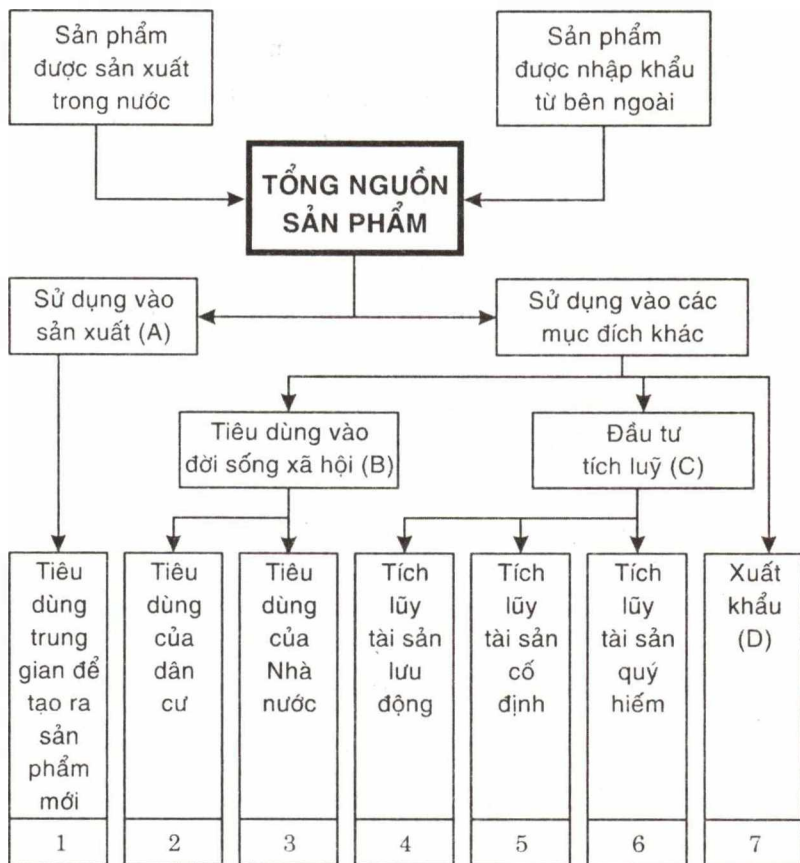 Sản phẩm
được sản xuất
trong nước
Sản phẩm
được nhập khẩu
từ bên ngoài
TỔNG NGUỒN
SẢN PHẨM
Sử dụng vào
sản xuất (A)
Sử dụng vào các
mục đích khác
Tiêu dùng vào
đời sống xã hội (B)
Đầu tư
tích luỹ (C)
Tiêu
dùng
trung
gian để
tạo ra
sản
phẩm
mới
1
Tiêu
dùng
của
dân
cư
2
Tiêu
dùng
của
Nhà
nước
3
Tích
lũy
tài sản
lưu
động
4
Tích
lũy
tài sản
cố
định
5
Tích
lũy
tài sản
quý
hiếm
6
Xuất
khẩu
(D)
7